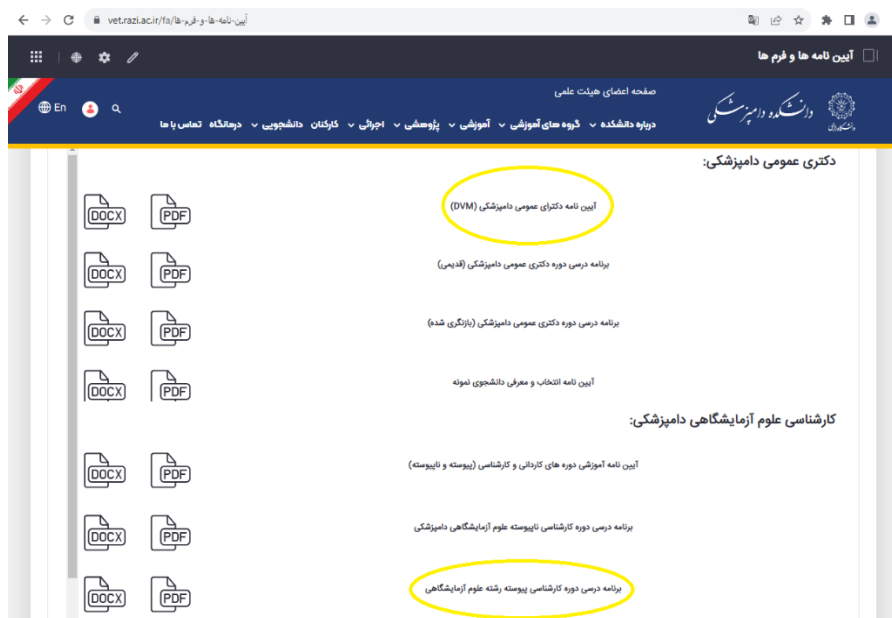 vet.razi.ac.ir/fa/آیین-نامه-ها-و-فرم-ها
آیین نامه ها و فرم ها
دانشکده دامپزشکی
صفحه اعضای هیئت علمی
En
درباره دانشکده گروه های آموزشی آموزشی پژوهشی اجرائی کارکنان دانشجویی درمانگاه تماس با ما
دکتری عمومی دامپزشکی:
آیین نامه دکترای عمومی دامپزشکی (DVM)
PDF DOCX
برنامه درسی دوره دکتری عمومی دامپزشکی (قدیمی)
PDF DOCX
برنامه درسی دوره دکتری عمومی دامپزشکی (بازنگری شده)
PDF DOCX
آیین نامه انتخاب و معرفی دانشجوی نمونه
PDF DOCX
کارشناسی علوم آزمایشگاهی دامپزشکی:
آیین نامه آموزشی دوره های کاردانی و کارشناسی (پیوسته و ناپیوسته)
PDF DOCX
برنامه درسی دوره کارشناسی ناپیوسته علوم آزمایشگاهی دامپزشکی
PDF DOCX
برنامه درسی دوره کارشناسی پیوسته رشته علوم آزمایشگاهی
PDF DOCX